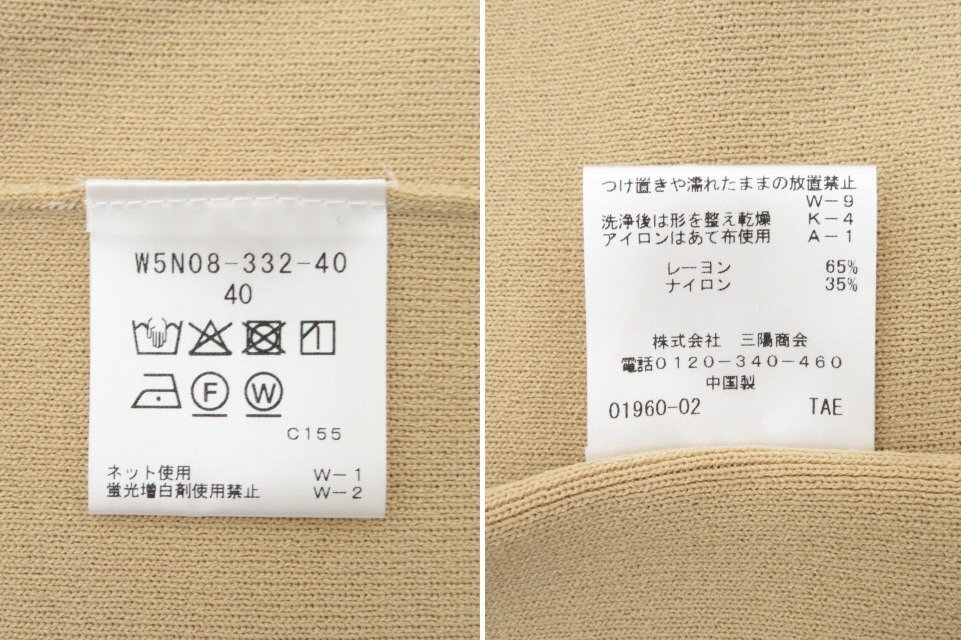 W5N08-332-40
40
F W
C155
ネット使用 W-1
蛍光増白剤使用禁止 W-2
つけ置きや濡れたままの放置禁止
W-9
洗浄後は形を整え乾燥 K-4
アイロンはあて布使用 A-1
レーヨン 65%
ナイロン 35%
株式会社 三陽商会
電話0120-340-460
中国製
01960-02 TAE